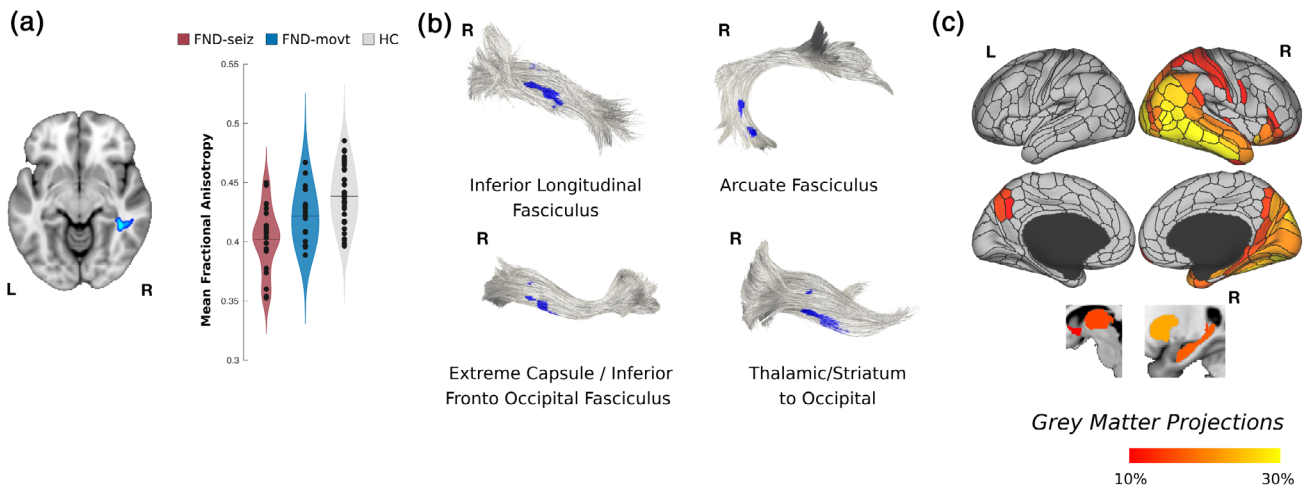 (a)
FND-seiz FND-movt HC
0.55
0.5
0.45
0.4
0.35
0.3
Mean Fractional Anisotropy
L R
(b)
R
Inferior Longitudinal
Fasciculus
Arcuate Fasciculus
R
Extreme Capsule / Inferior
Fronto Occipital Fasciculus
R
R
Thalamic/Striatum
to Occipital
(c)
L R
R
Grey Matter Projections
10% 30%